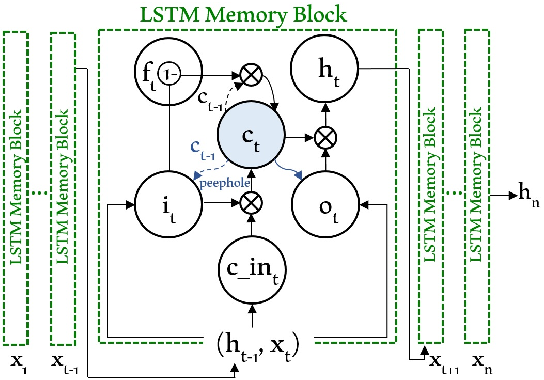 LSTM Memory Block
LSTM Memory Block
LSTM Memory Block
LSTM Memory Block
LSTM Memory Block
f_t
1-
c_{t-1}
h_t
c_t
c_{t-1}
peephole
i_t
o_t
c_in_t
(h_{t-1}, x_t)
h_n
x_1
x_{t-1}
x_{t+1}
x_n